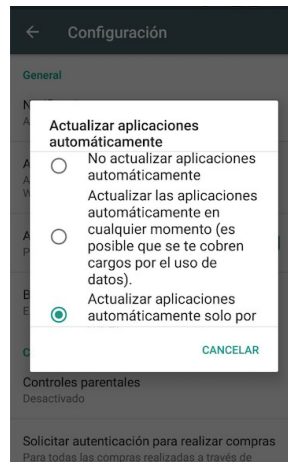 Configuración
General
N
Actualizar aplicaciones
automáticamente
A
No actualizar aplicaciones
automáticamente
A
A
W
Actualizar las aplicaciones
automáticamente en
cualquier momento (es
posible que se te cobren
cargos por el uso de
datos).
A
P
Actualizar aplicaciones
automáticamente solo por
B
E
CANCELAR
C
Controles parentales
Desactivado
Solicitar autenticación para realizar compras
Para todas las compras realizadas a través de